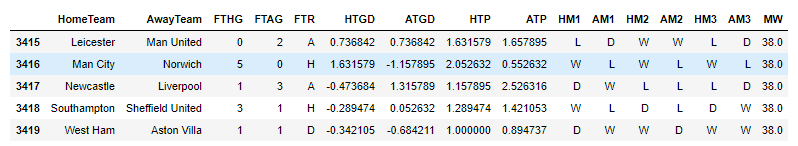 HomeTeam AwayTeam FTHG FTAG FTR HTGD ATGD HTP ATP HM1 AM1 HM2 AM2 HM3 AM3 MW
3415 Leicester Man United 0 2 A 0.736842 0.736842 1.631579 1.657895 L D W W L D 38.0
3416 Man City Norwich 5 0 H 1.631579 -1.157895 2.052632 0.552632 W L W L W L 38.0
3417 Newcastle Liverpool 1 3 A -0.473684 1.315789 1.157895 2.526316 D W L L L D 38.0
3418 Southampton Sheffield United 3 1 H -0.289474 0.052632 1.289474 1.421053 W L D L D W 38.0
3419 West Ham Aston Villa 1 1 D -0.342105 -0.684211 1.000000 0.894737 D W W D W W 38.0